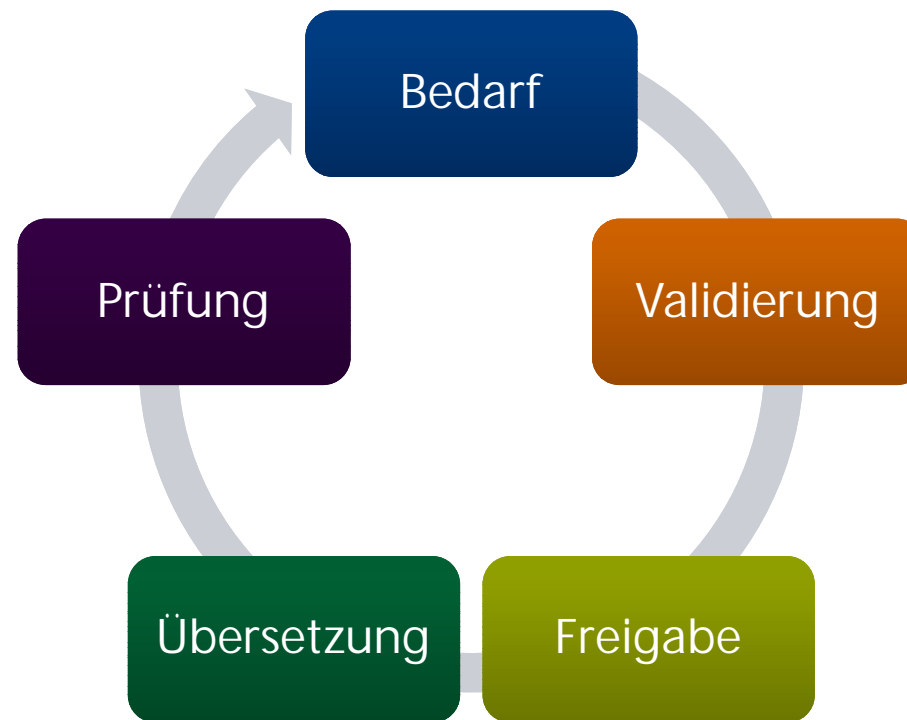 Bedarf
Validierung
Freigabe
Übersetzung
Prüfung